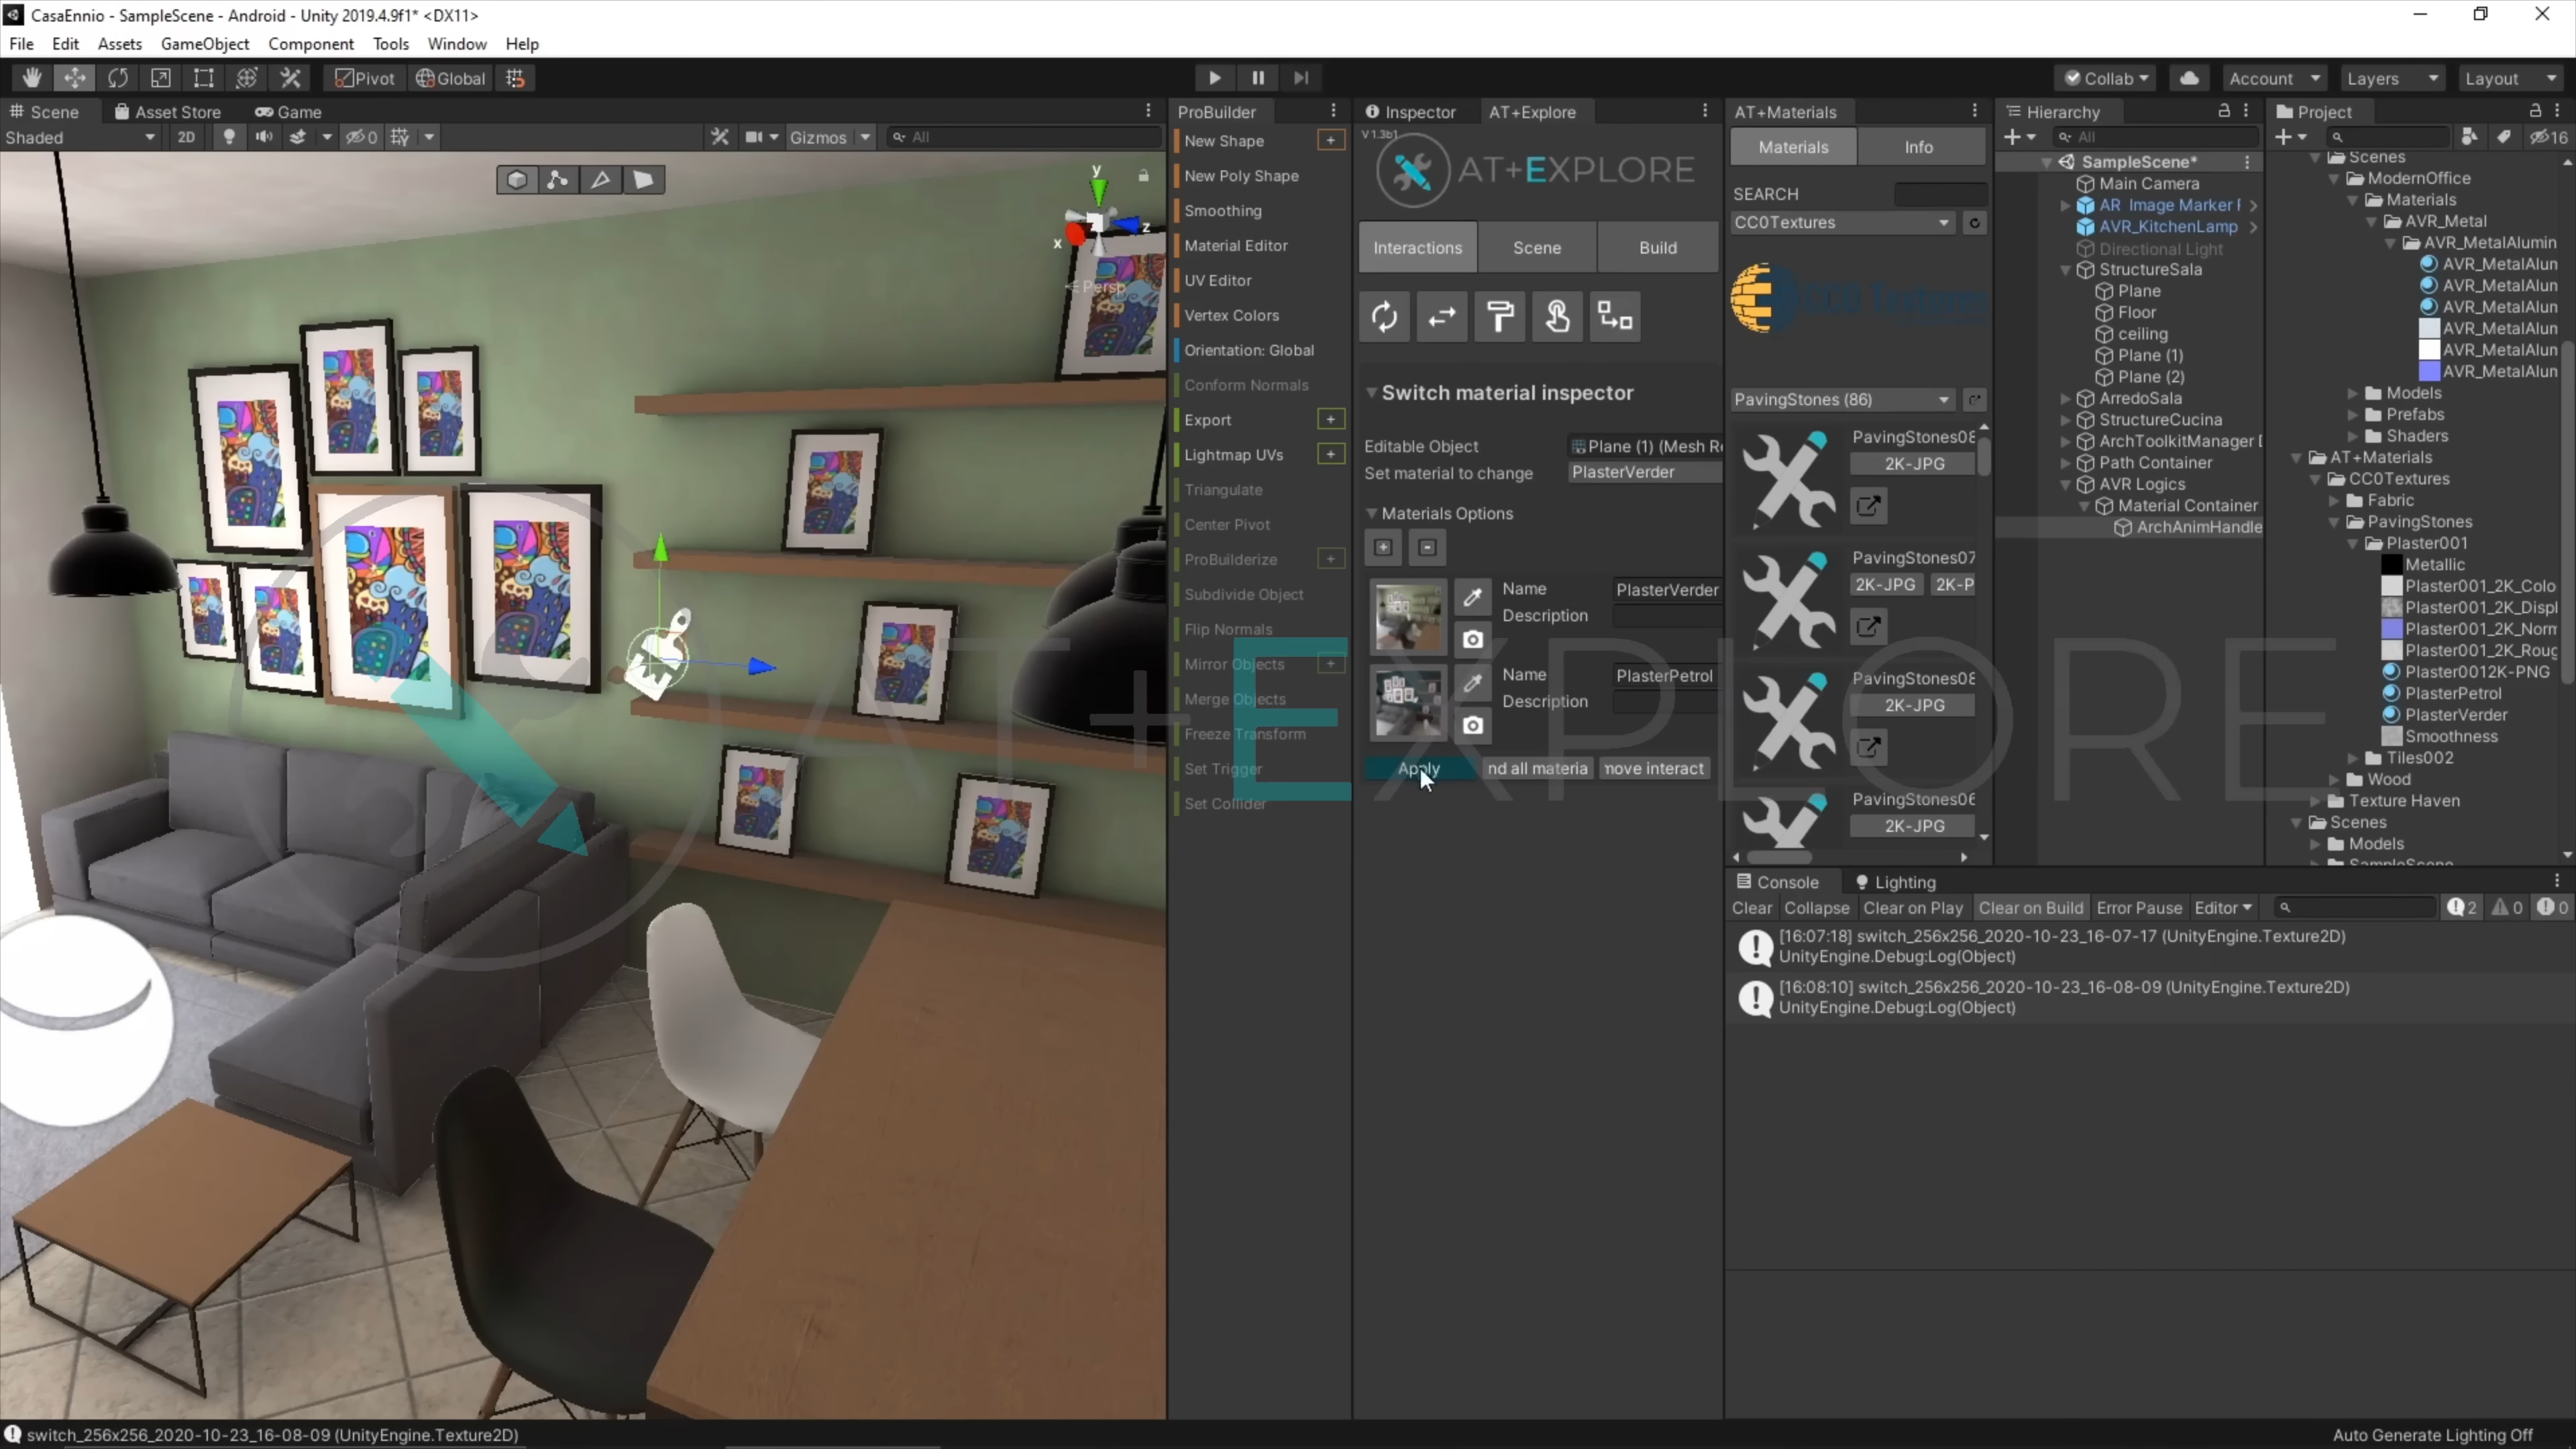 CasaEnnio - SampleScene - Android - Unity 2019.4.9f1* <DX11>
File Edit Assets GameObject Component Tools Window Help
Pivot Global
Collab Account Layers Layout
Scene Asset Store Game
Shaded 2D 0 Gizmos All
y
x
z
Persp
ProBuilder
New Shape
New Poly Shape
Smoothing
Material Editor
UV Editor
Vertex Colors
Orientation: Global
Conform Normals
Export
Lightmap UVs
Triangulate
Center Pivot
ProBuilderize
Subdivide Object
Flip Normals
Mirror Objects
Merge Objects
Freeze Transform
Set Trigger
Set Collider
Inspector AT+Explore
V 1.3b1
AT+EXPLORE
Interactions Scene Build
Switch material inspector
Editable Object Plane (1) (Mesh Re
Set material to change PlasterVerder
Materials Options
Name PlasterVerder
Description
Name PlasterPetrol
Description
Apply nd all materia move interact
AT+Materials
Materials Info
SEARCH
CC0Textures
CC0 Textures
PavingStones (86)
PavingStones08
2K-JPG
PavingStones07
2K-JPG 2K-P
PavingStones08
2K-JPG
PavingStones06
2K-JPG
Hierarchy
All
SampleScene*
Main Camera
AR Image Marker
AVR_KitchenLamp
Directional Light
StructureSala
Plane
Floor
ceiling
Plane (1)
Plane (2)
ArredoSala
StructureCucina
ArchToolkitManager
Path Container
AVR Logics
Material Container
ArchAnimHandle
Project
16
Scenes
ModernOffice
Materials
AVR_Metal
AVR_MetalAlumin
AVR_MetalAlun
AVR_MetalAlun
AVR_MetalAlun
AVR_MetalAlun
AVR_MetalAlun
AVR_MetalAlun
Models
Prefabs
Shaders
AT+Materials
CC0Textures
Fabric
PavingStones
Plaster001
Metallic
Plaster001_2K_Colo
Plaster001_2K_Displ
Plaster001_2K_Norm
Plaster001_2K_Roug
Plaster0012K-PNG
PlasterPetrol
PlasterVerder
Smoothness
Tiles002
Wood
Texture Haven
Scenes
Models
SampleScene
AT+EXPLORE
Console Lighting
Clear Collapse Clear on Play Clear on Build Error Pause Editor 2 0 0
[16:07:18] switch_256x256_2020-10-23_16-07-17 (UnityEngine.Texture2D)
UnityEngine.Debug:Log(Object)
[16:08:10] switch_256x256_2020-10-23_16-08-09 (UnityEngine.Texture2D)
UnityEngine.Debug:Log(Object)
switch_256x256_2020-10-23_16-08-09 (UnityEngine.Texture2D)
Auto Generate Lighting Off